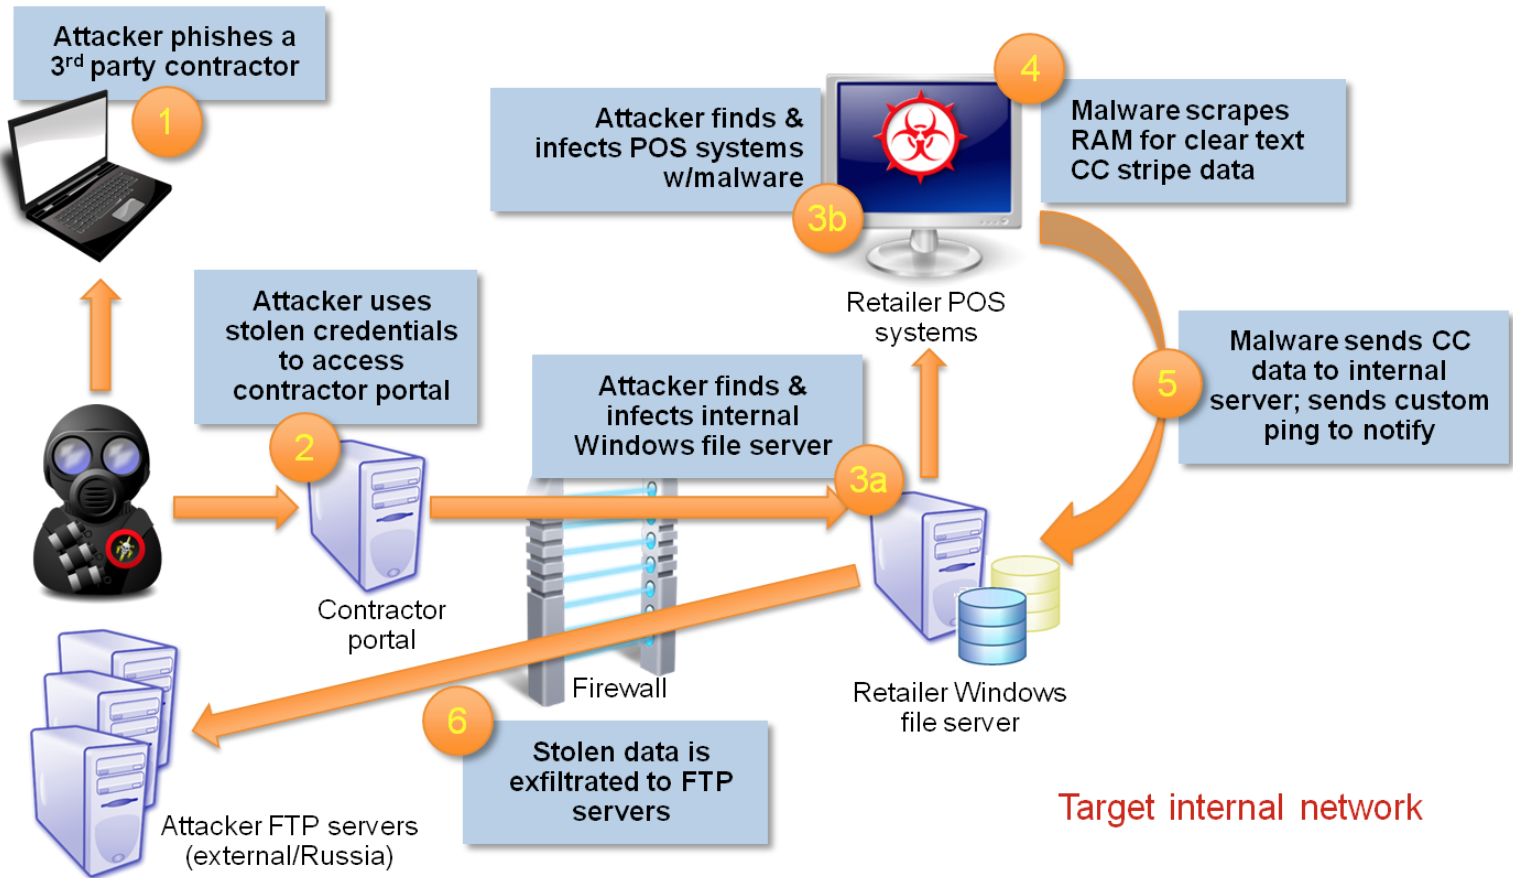 Attacker phishes a
3rd party contractor
1
Attacker finds &
infects POS systems
w/malware
3b
4
Malware scrapes
RAM for clear text
CC stripe data
Retailer POS
systems
Attacker uses
stolen credentials
to access
contractor portal
2
Attacker finds &
infects internal
Windows file server
3a
5
Malware sends CC
data to internal
server; sends custom
ping to notify
Contractor
portal
Firewall
Retailer Windows
file server
6
Stolen data is
exfiltrated to FTP
servers
Attacker FTP servers
(external/Russia)
Target internal network